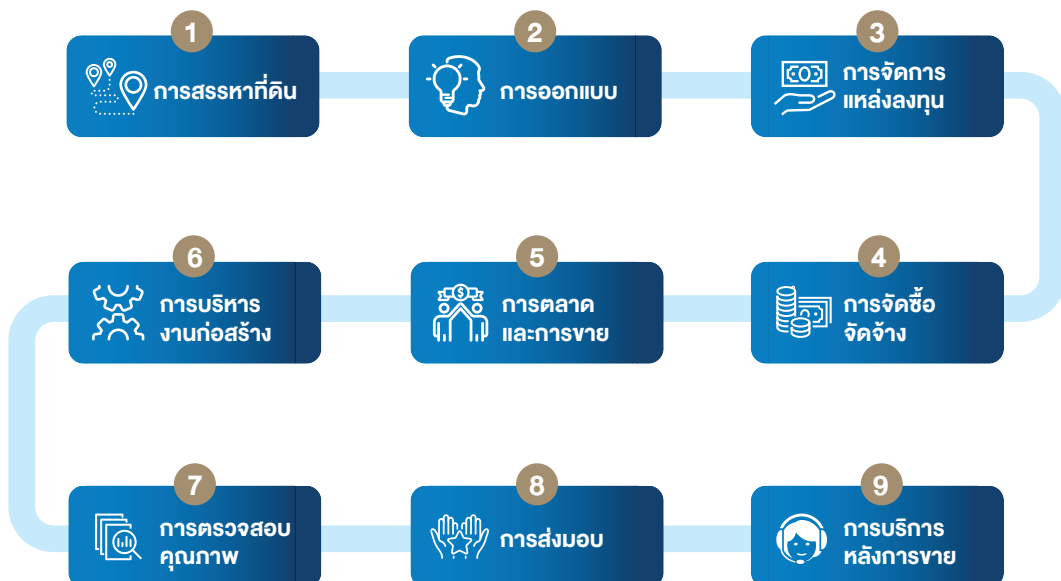 1
การสรรหาที่ดิน
2
การออกแบบ
3
การจัดการ
แหล่งลงทุน
4
การจัดซื้อ
จัดจ้าง
5
การตลาด
และการขาย
6
การบริหาร
งานก่อสร้าง
7
การตรวจสอบ
คุณภาพ
8
การส่งมอบ
9
การบริการ
หลังการขาย